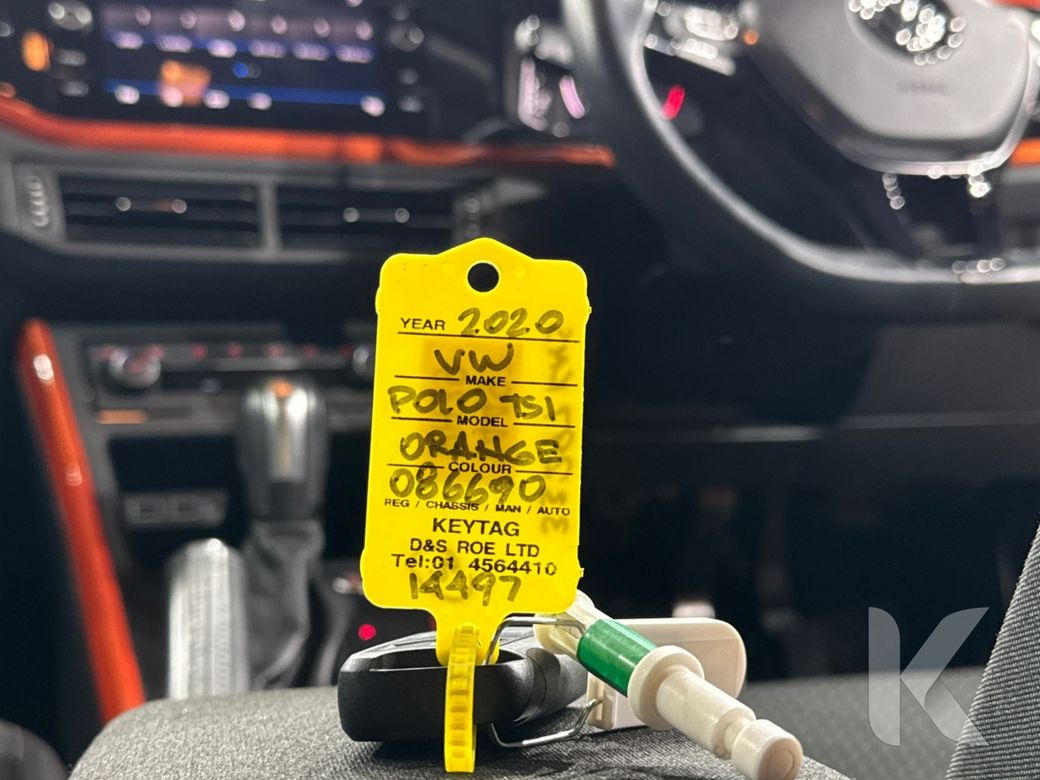 YEAR 2020
VW
MAKE
POLO TSI
MODEL
ORANGE
COLOUR
086690
REG / CHASSIS / MAN / AUTO
KEYTAG
D&S ROE LTD
Tel:01 4564410
14497
K